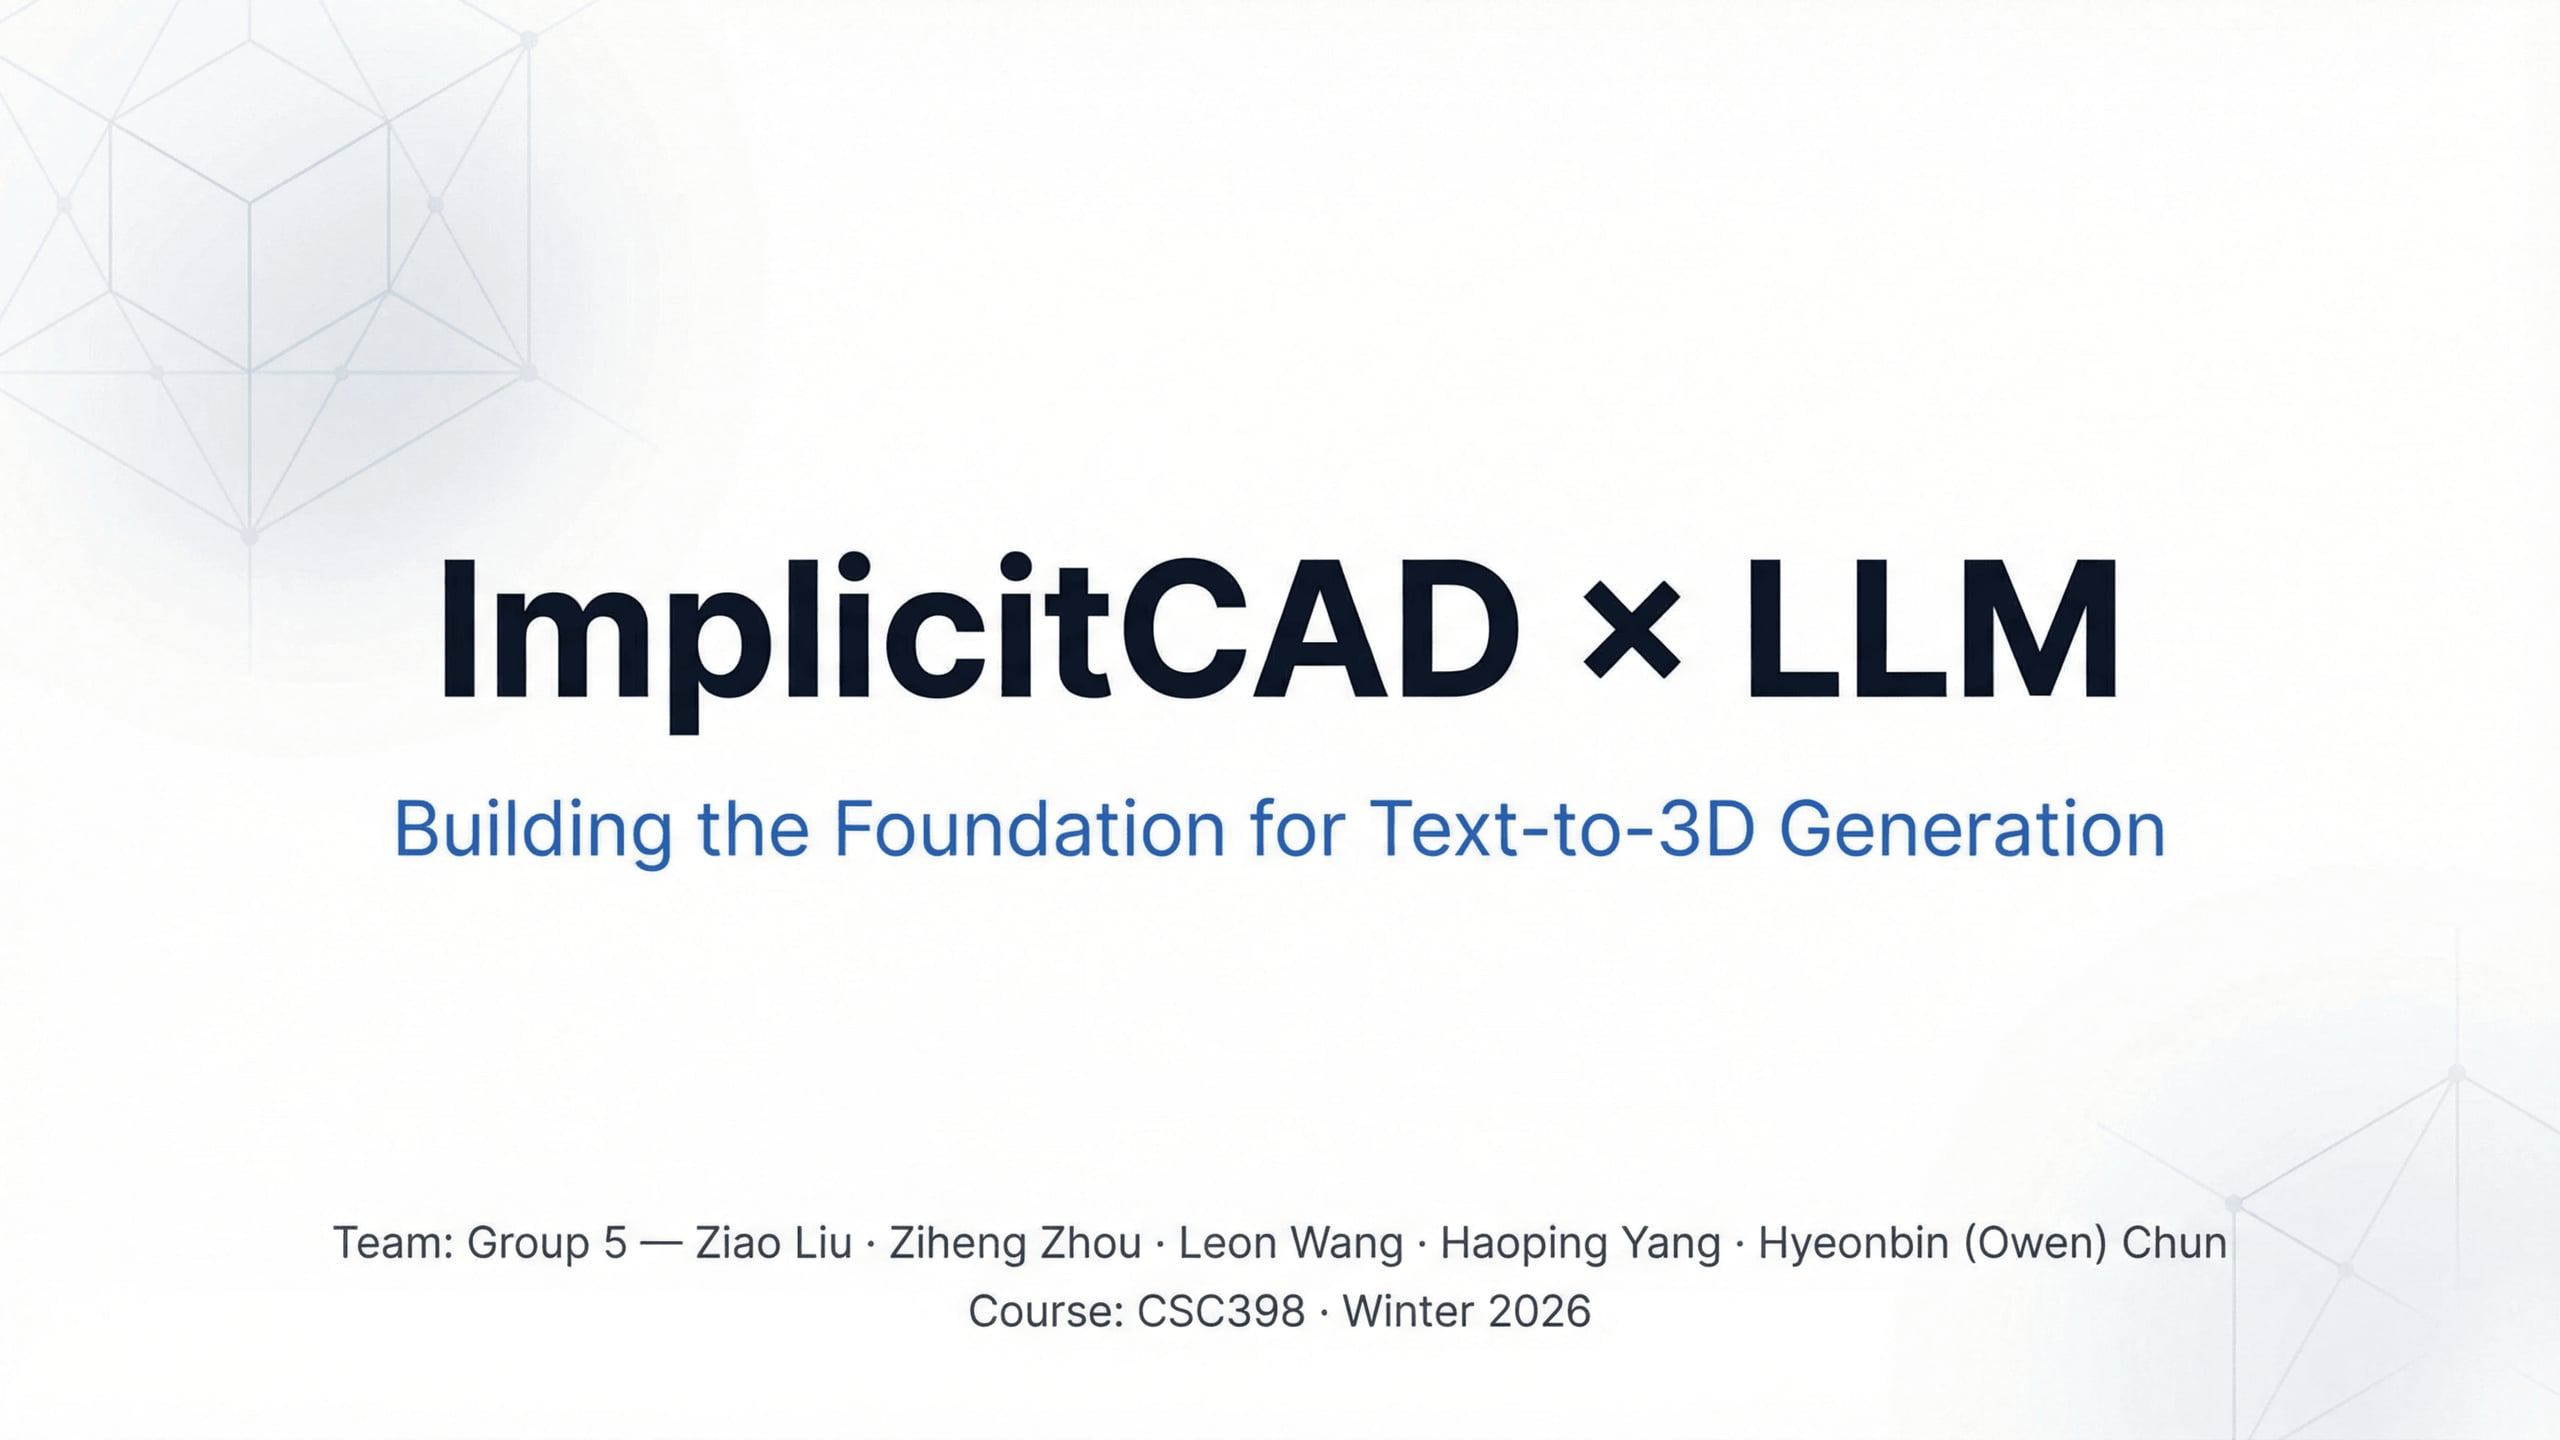 ImplicitCAD × LLM
Building the Foundation for Text-to-3D Generation
Team: Group 5 — Ziao Liu · Ziheng Zhou · Leon Wang · Haoping Yang · Hyeonbin (Owen) Chun
Course: CSC398 · Winter 2026